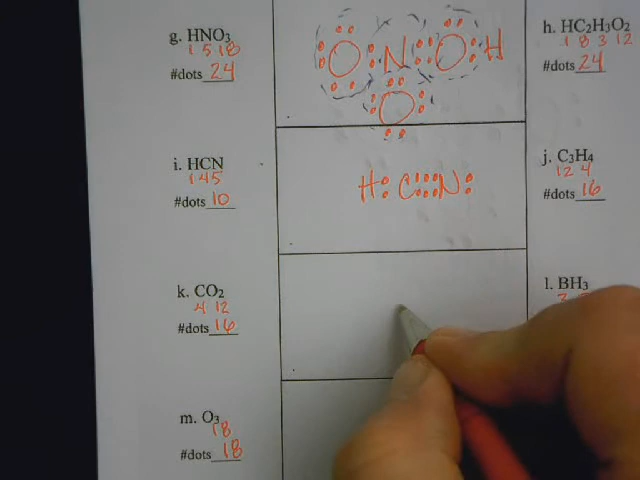 g. HNO3
1 5 18
#dots 24
O N O H
O
h. HC2H3O2
1 8 3 12
#dots 24
i. HCN
1 4 5
#dots 10
H C N
j. C3H4
12 4
#dots 16
k. CO2
4 12
#dots 16
l. BH3
3
m. O3
18
#dots 18